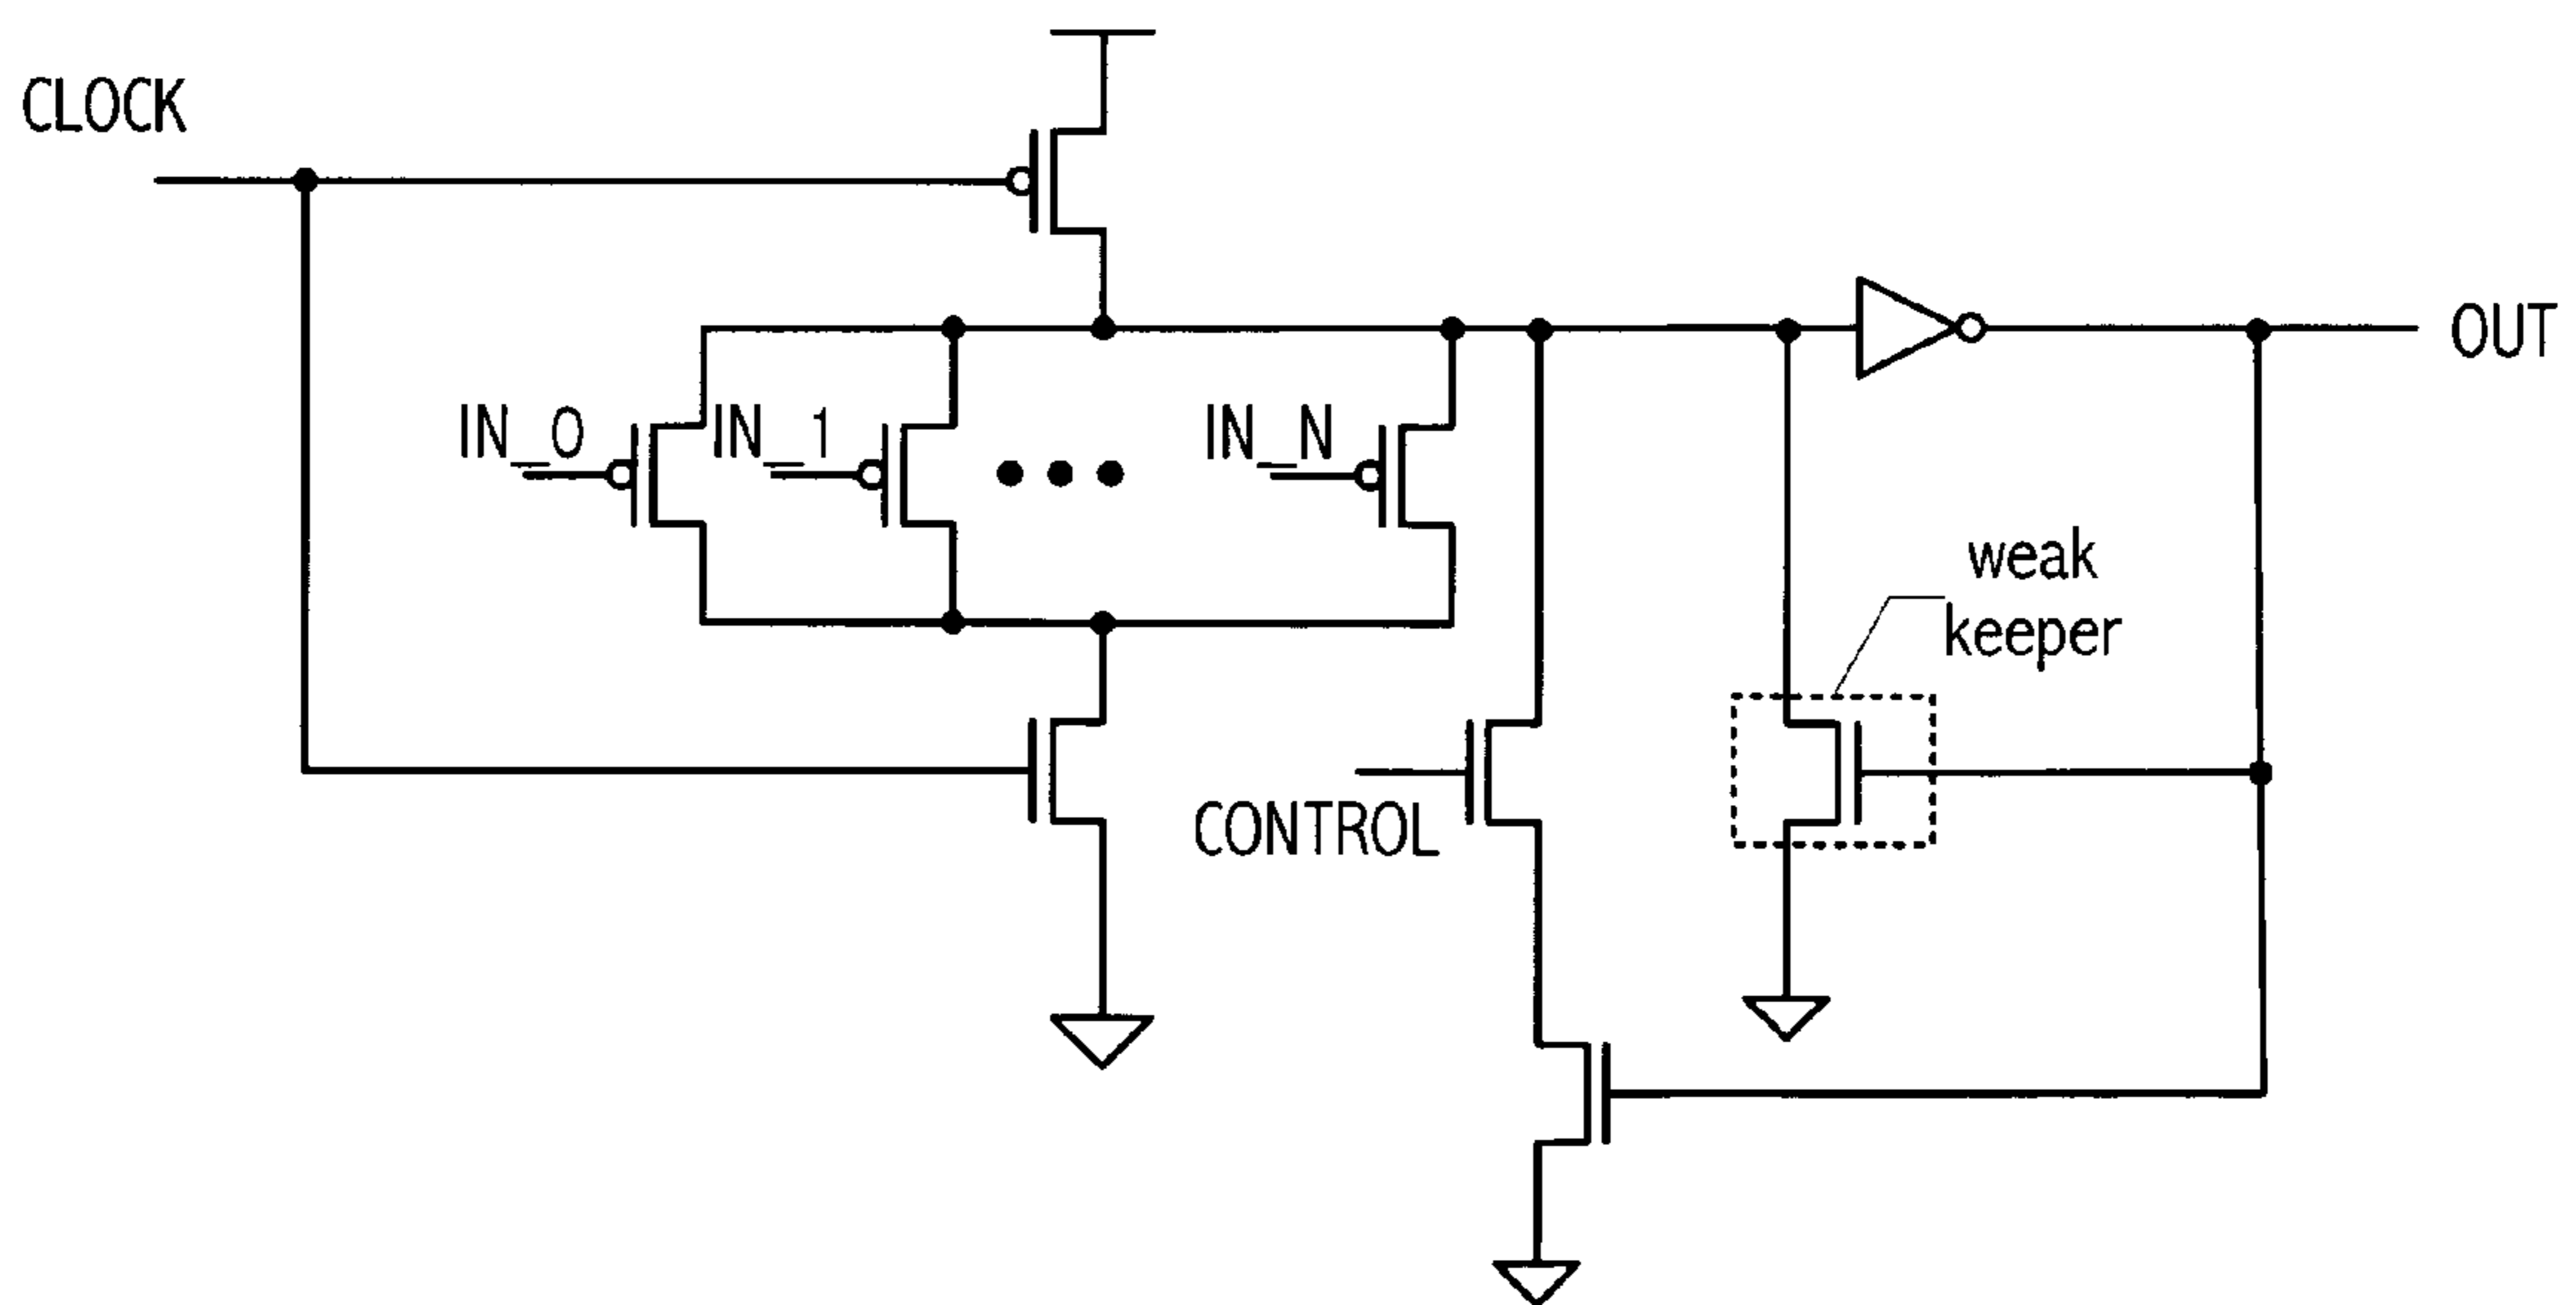 CLOCK
OUT
IN_0
IN_1
IN_N
weak
keeper
CONTROL